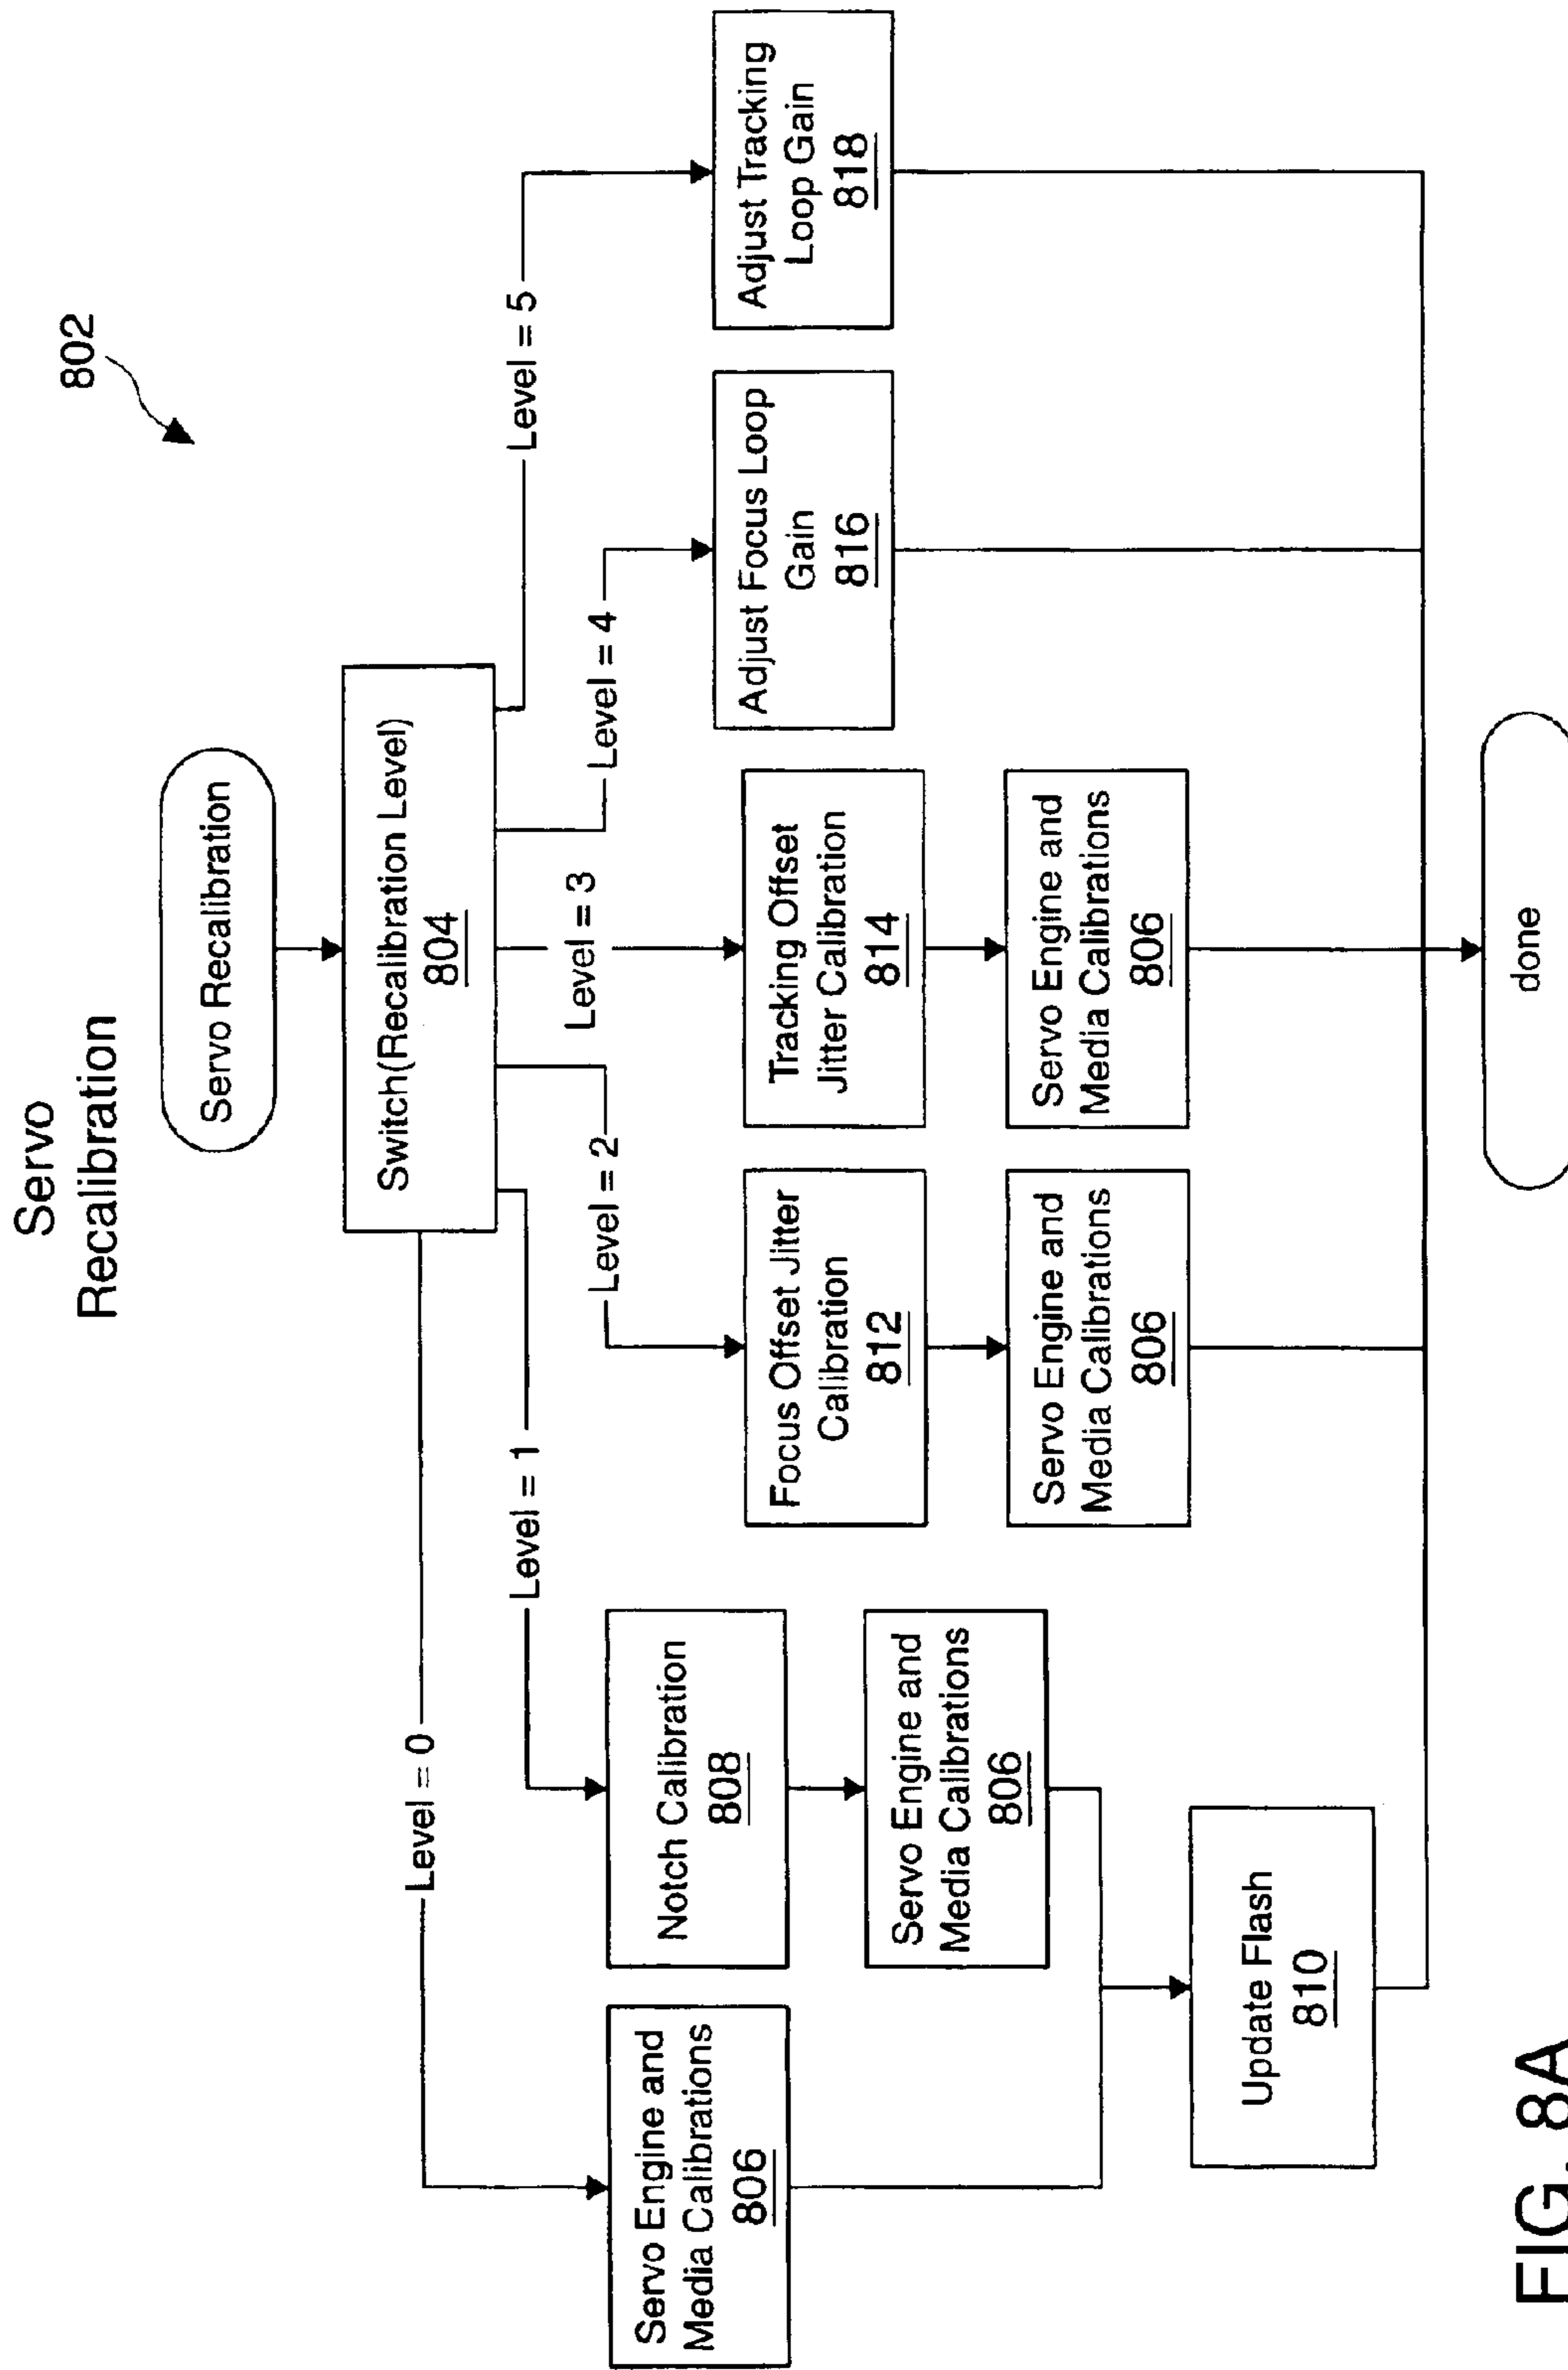 Servo
Recalibration
802
Servo Recalibration
Switch(Recalibration Level)
804
Level = 0
Level = 1
Level = 2
Level = 3
Level = 4
Level = 5
Servo Engine and
Media Calibrations
806
Notch Calibration
808
Servo Engine and
Media Calibrations
806
Update Flash
810
Focus Offset Jitter
Calibration
812
Servo Engine and
Media Calibrations
806
Tracking Offset
Jitter Calibration
814
Servo Engine and
Media Calibrations
806
Adjust Focus Loop
Gain
816
Adjust Tracking
Loop Gain
818
done
FIG. 8A